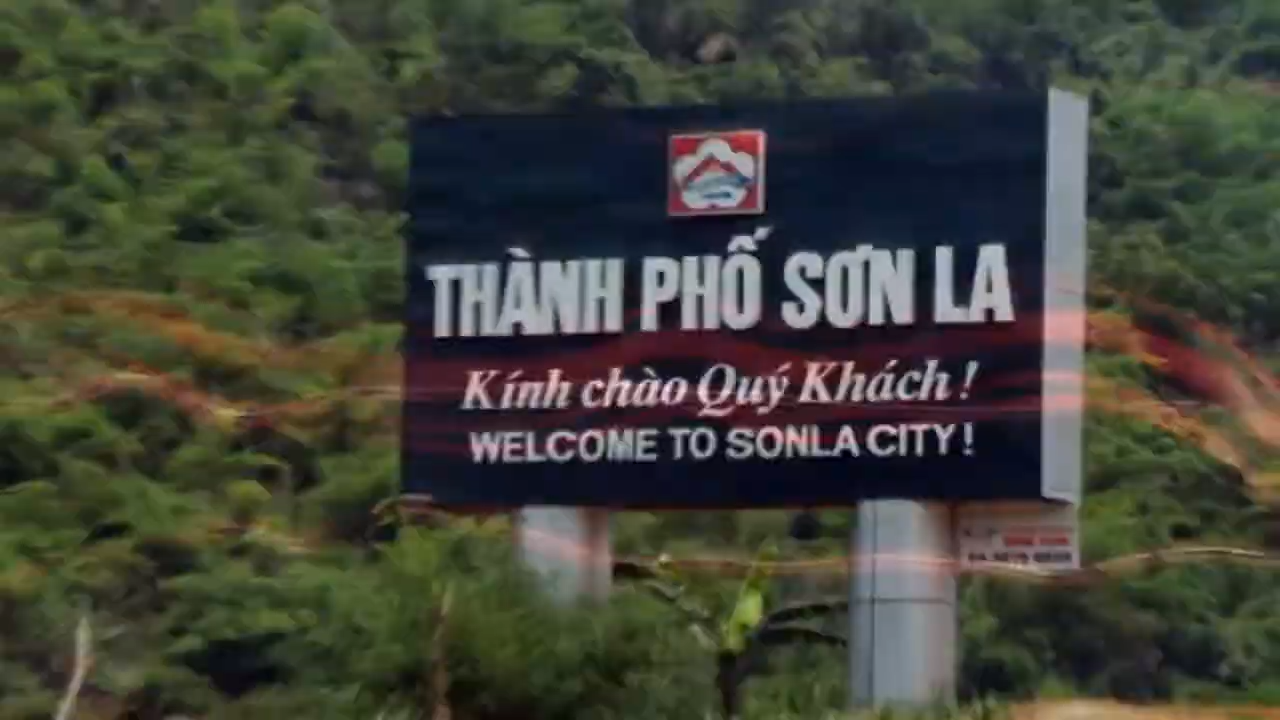 THÀNH PHỐ SƠN LA
Kính chào Quý Khách !
WELCOME TO SONLA CITY !